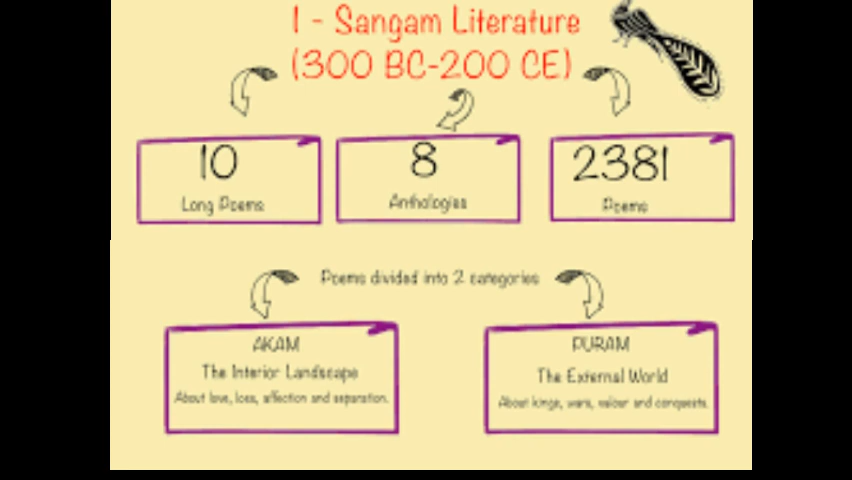 1 - Sangam Literature
(300 BC-200 CE)
10
Long Poems
8
Anthologies
2381
Poems
Poems divided into 2 categories
AKAM
The Interior Landscape
About love, loss, affection and separation.
PURAM
The External World
About kings, wars, valour and conquests.